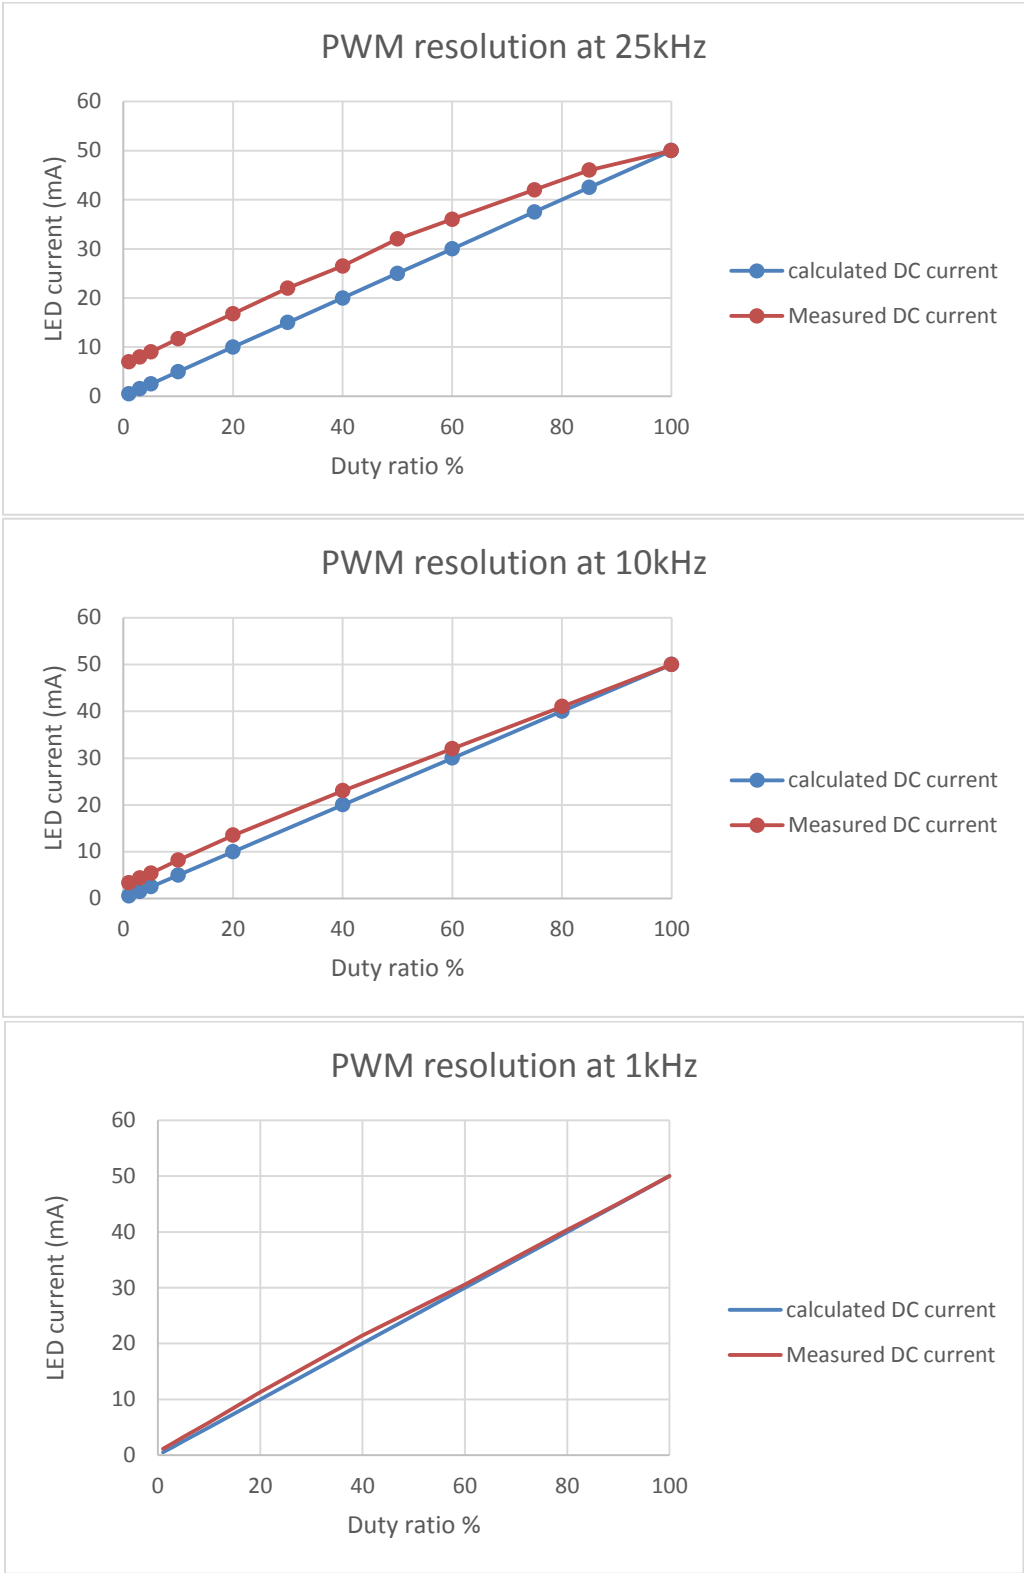 PWM resolution at 25kHz
60
50
40
30
20
10
0
LED current (mA)
0 20 40 60 80 100
Duty ratio %
calculated DC current
Measured DC current
PWM resolution at 10kHz
60
50
40
30
20
10
0
LED current (mA)
0 20 40 60 80 100
Duty ratio %
calculated DC current
Measured DC current
PWM resolution at 1kHz
60
50
40
30
20
10
0
LED current (mA)
0 20 40 60 80 100
Duty ratio %
calculated DC current
Measured DC current